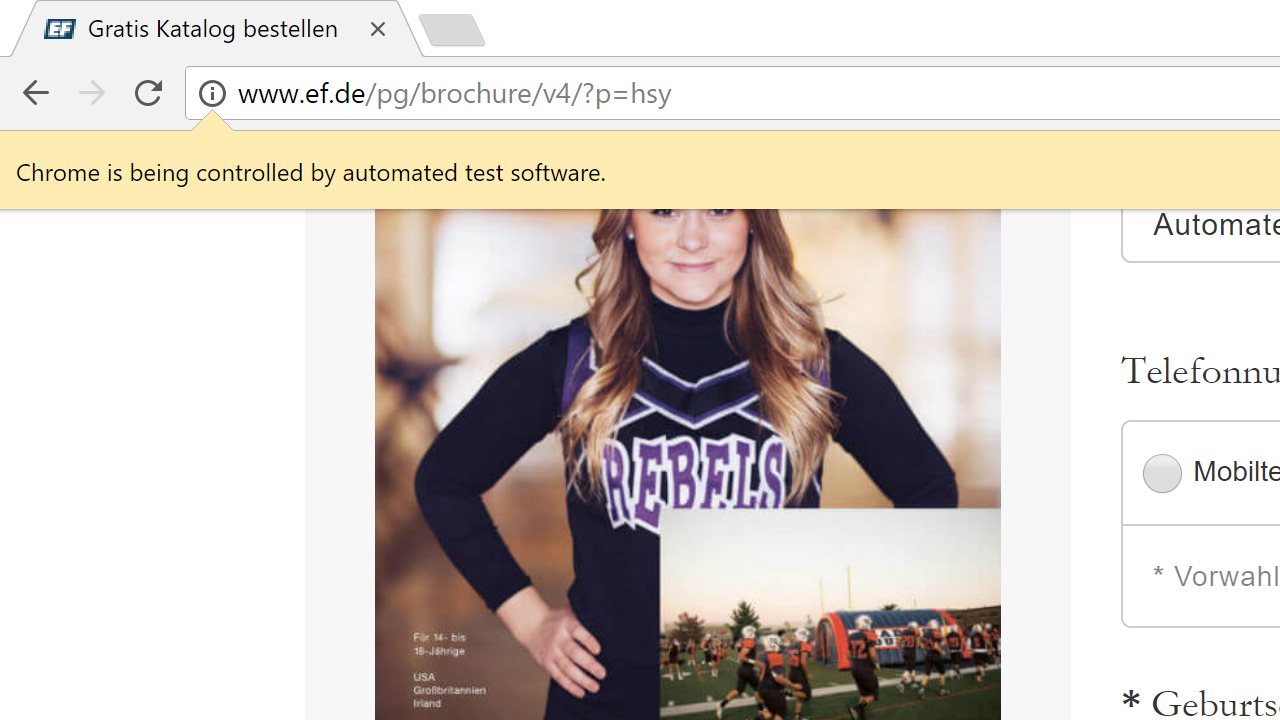 EF Gratis Katalog bestellen
www.ef.de/pg/brochure/v4/?p=hsy
Chrome is being controlled by automated test software.
Automate
Telefonnu
Mobilte
* Vorwahl
* Geburts
REBELS
Für 14- bis
18-Jährige
USA
Großbritannien
Irland
12